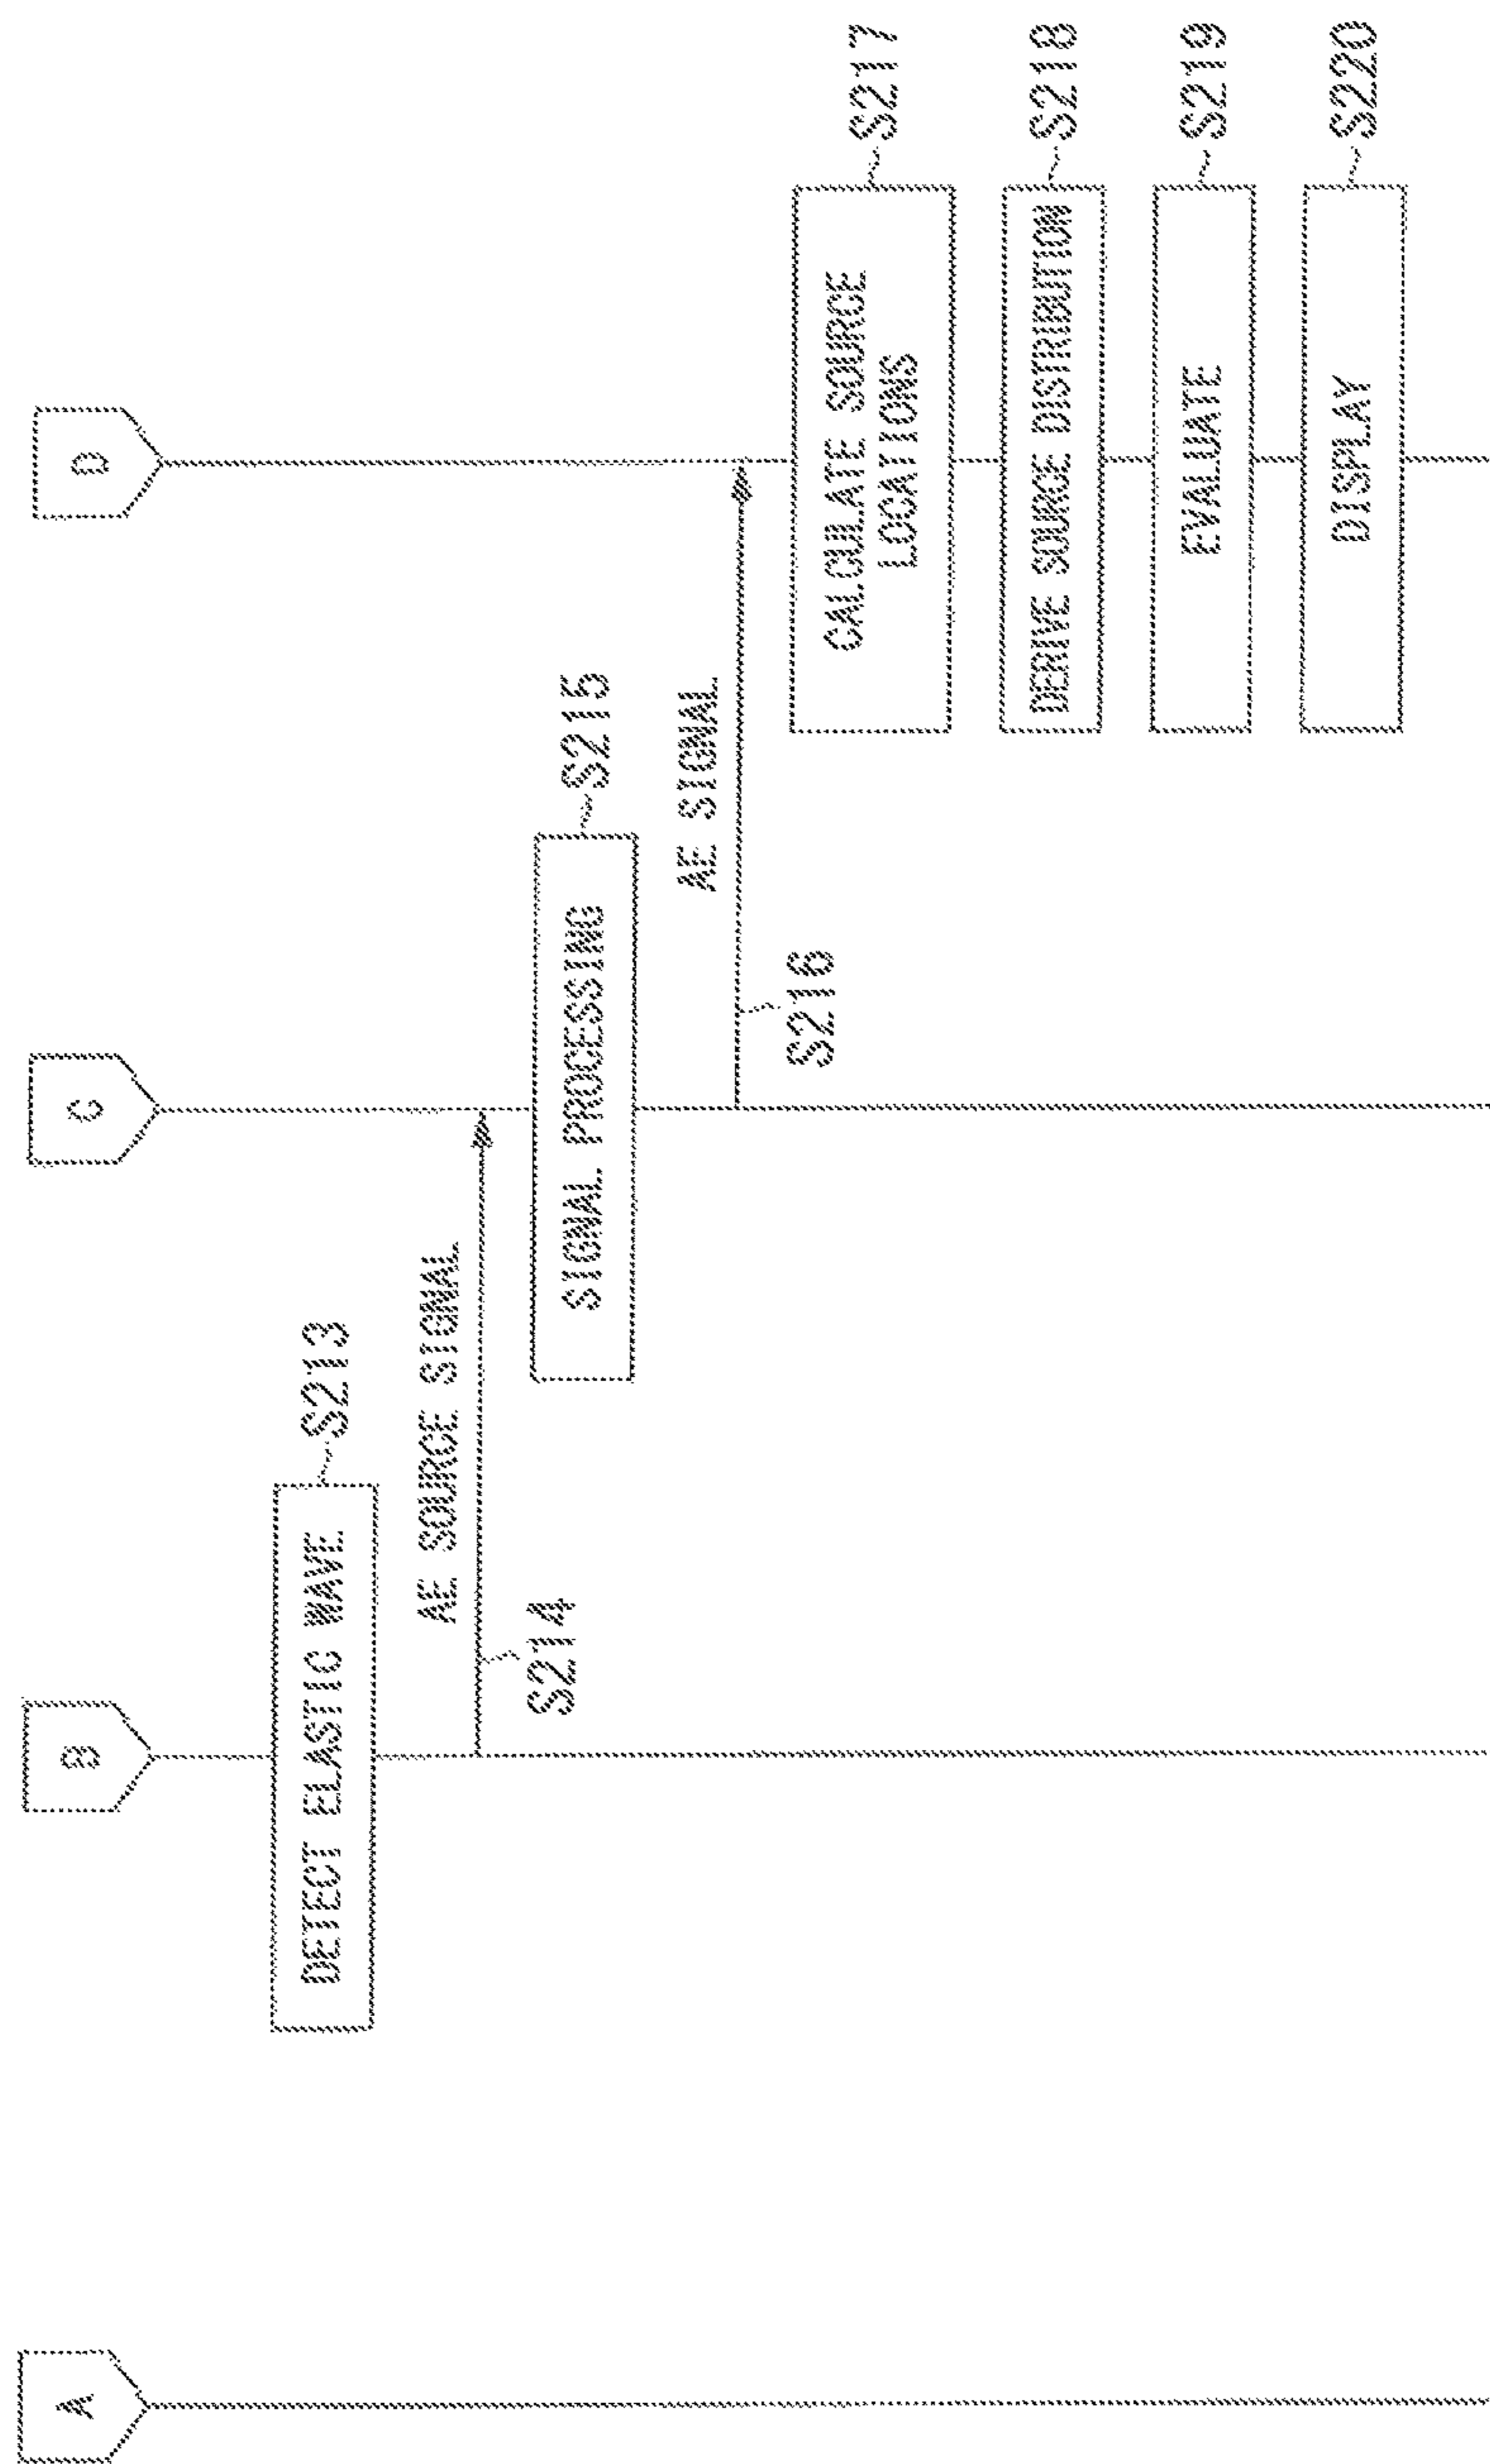 A
B
C
D
DETECT ELASTIC WAVE
S213
AE SOURCE SIGNAL
S214
SIGNAL PROCESSING
S215
AE SIGNAL
S216
CALCULATE SOURCE
LOCATIONS
S217
DERIVE SOURCE DISTRIBUTION
S218
EVALUATE
S219
DISPLAY
S220